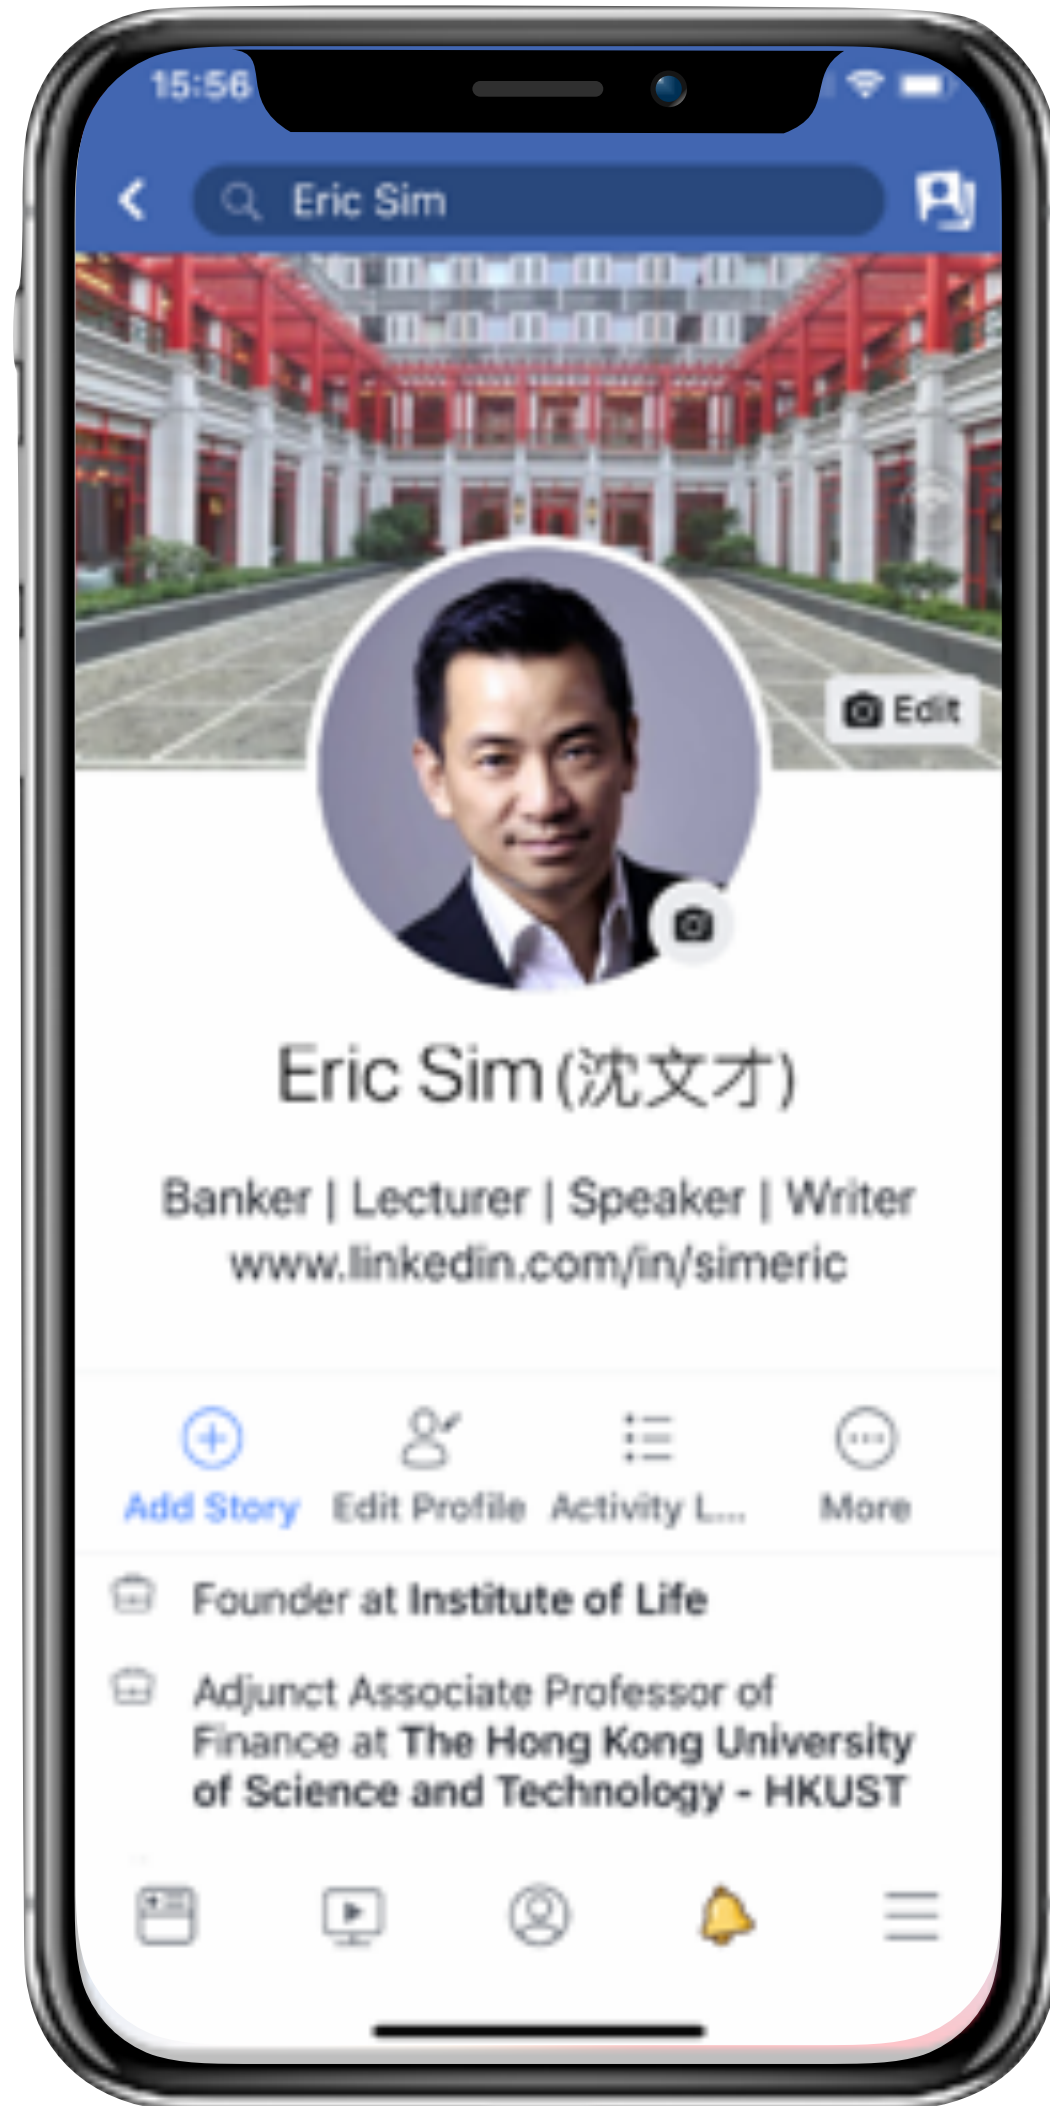 15:56
Eric Sim
Edit
Eric Sim (沈文才)
Banker | Lecturer | Speaker | Writer
www.linkedin.com/in/simeric
Add Story
Edit Profile
Activity L...
More
Founder at Institute of Life
Adjunct Associate Professor of
Finance at The Hong Kong University
of Science and Technology - HKUST